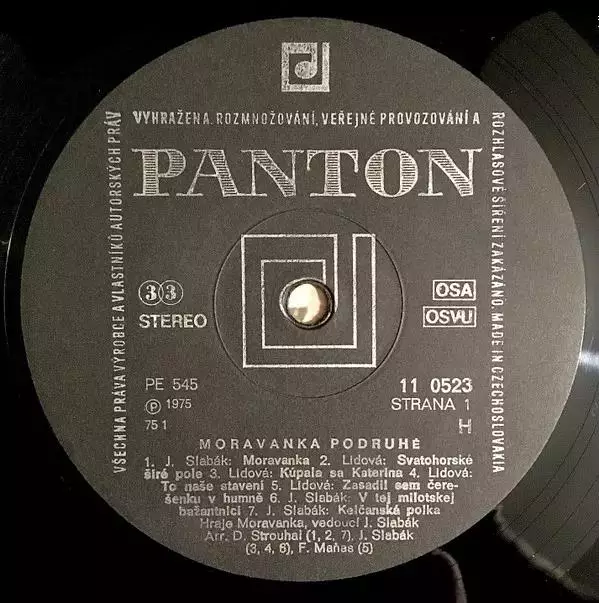 VŠECHNA PRÁVA VÝROBCE A VLASTNÍKŮ AUTORSKÝCH PRÁV
VYHRAŽENA. ROZMNOŽOVÁNÍ, VEŘEJNÉ PROVOZOVÁNÍ A
ROZHLASOVÉ ŠÍŘENÍ ZAKÁZÁNO. MADE IN CZECHOSLOVAKIA
PANTON
33
STEREO
OSA
OSVU
PE 545
11 0523
Ⓟ 1975
STRANA 1
75 1
H
MORAVANKA PODRUHÉ
1. J. Slabák: Moravanka 2. Lidová: Svatohorské
širé pole 3. Lidová: Kúpala sa Katerina 4. Lidová:
To naše stavení 5. Lidová: Zasadil sem čere-
šenku v humně 6. J. Slabák: V tej milotskej
bažantnici 7. J. Slabák: Kelčanská polka
Hraje Moravanka, vedoucí J. Slabák
Arr. D. Strouhal (1, 2, 7), J. Slabák
(3, 4, 6), F. Maňas (5)